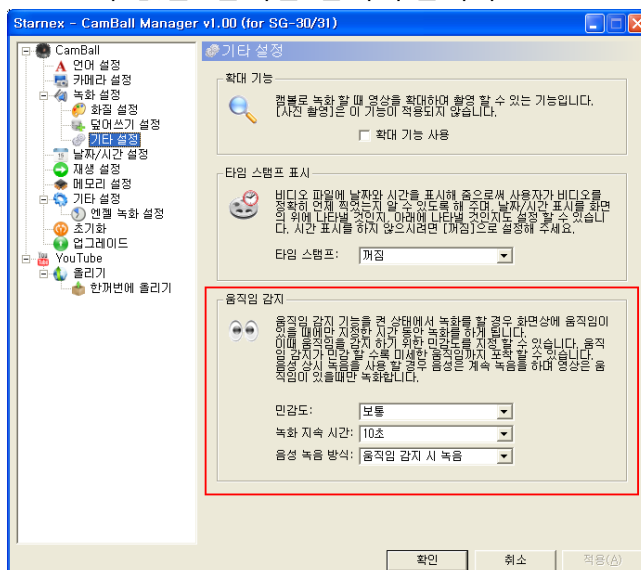 Starnex - CamBall Manager v1.00 (for SG-30/31)
CamBall
언어 설정
카메라 설정
녹화 설정
화질 설정
덮어쓰기 설정
기타 설정
날짜/시간 설정
재생 설정
메모리 설정
기타 설정
엔젤 녹화 설정
초기화
업그레이드
YouTube
올리기
한꺼번에 올리기
기타 설정
확대 기능
캠볼로 녹화 할 때 영상을 확대하여 촬영 할 수 있는 기능입니다.
[사진 촬영]은 이 기능이 적용되지 않습니다.
확대 기능 사용
타임 스탬프 표시
비디오 파일에 날짜와 시간을 표시해 줌으로써 사용자가 비디오를
정확히 언제 찍었는지 알 수 있도록 해 주며, 날짜/시간 표시를 화면
의 위에 나타낼 것인지, 아래에 나타낼 것인지도 설정 할 수 있습니
다. 시간 표시를 하지 않으시려면 [꺼짐]으로 설정해 주세요.
타임 스탬프: 꺼짐
움직임 감지
움직임 감지 기능을 켠 상태에서 녹화를 할 경우 화면상에 움직임이
있을 때에만 지정한 시간 동안 녹화를 하게 됩니다.
이때 움직임을 감지 하기 위한 민감도를 지정 할 수 있습니다. 움직
임 감지가 민감 할 수록 미세한 움직임까지 포착 할 수 있습니다.
음성 상시 녹음을 사용 할 경우 음성은 계속 녹음을 하며 영상은 움
직임이 있을때만 녹화합니다.
민감도: 보통
녹화 지속 시간: 10초
음성 녹음 방식: 움직임 감지 시 녹음
확인 취소 적용(A)